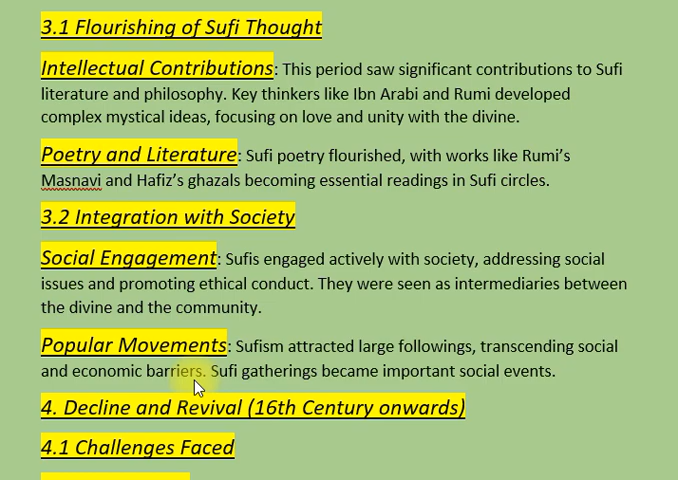 3.1 Flourishing of Sufi Thought
Intellectual Contributions: This period saw significant contributions to Sufi
literature and philosophy. Key thinkers like Ibn Arabi and Rumi developed
complex mystical ideas, focusing on love and unity with the divine.
Poetry and Literature: Sufi poetry flourished, with works like Rumi’s
Masnavi and Hafiz’s ghazals becoming essential readings in Sufi circles.
3.2 Integration with Society
Social Engagement: Sufis engaged actively with society, addressing social
issues and promoting ethical conduct. They were seen as intermediaries between
the divine and the community.
Popular Movements: Sufism attracted large followings, transcending social
and economic barriers. Sufi gatherings became important social events.
4. Decline and Revival (16th Century onwards)
4.1 Challenges Faced